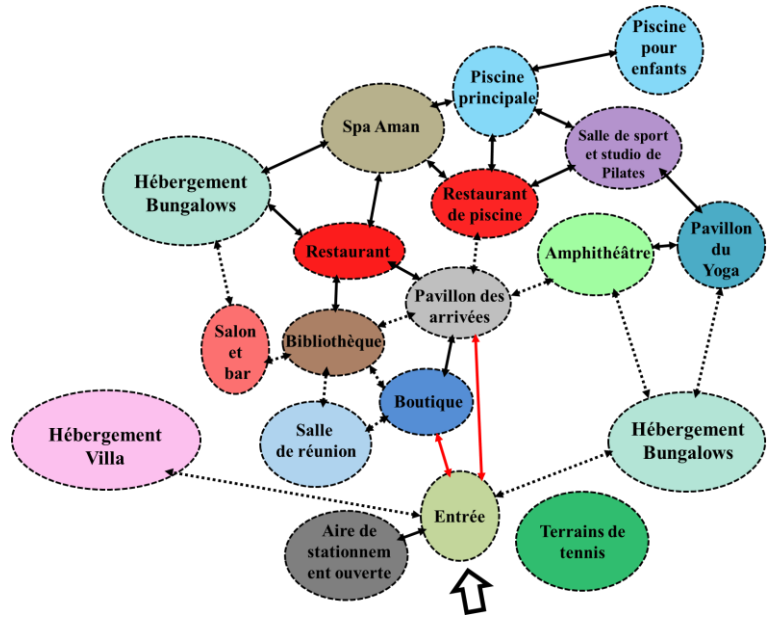 Piscine
pour
enfants
Piscine
principale
Spa Aman
Salle de sport
et studio de
Pilates
Hébergement
Bungalows
Restaurant
de piscine
Pavillon
du
Yoga
Restaurant
Amphithéâtre
Pavillon des
arrivées
Salon
et
bar
Bibliothèque
Boutique
Hébergement
Villa
Salle
de réunion
Hébergement
Bungalows
Entrée
Aire de
stationnem
ent ouverte
Terrains de
tennis